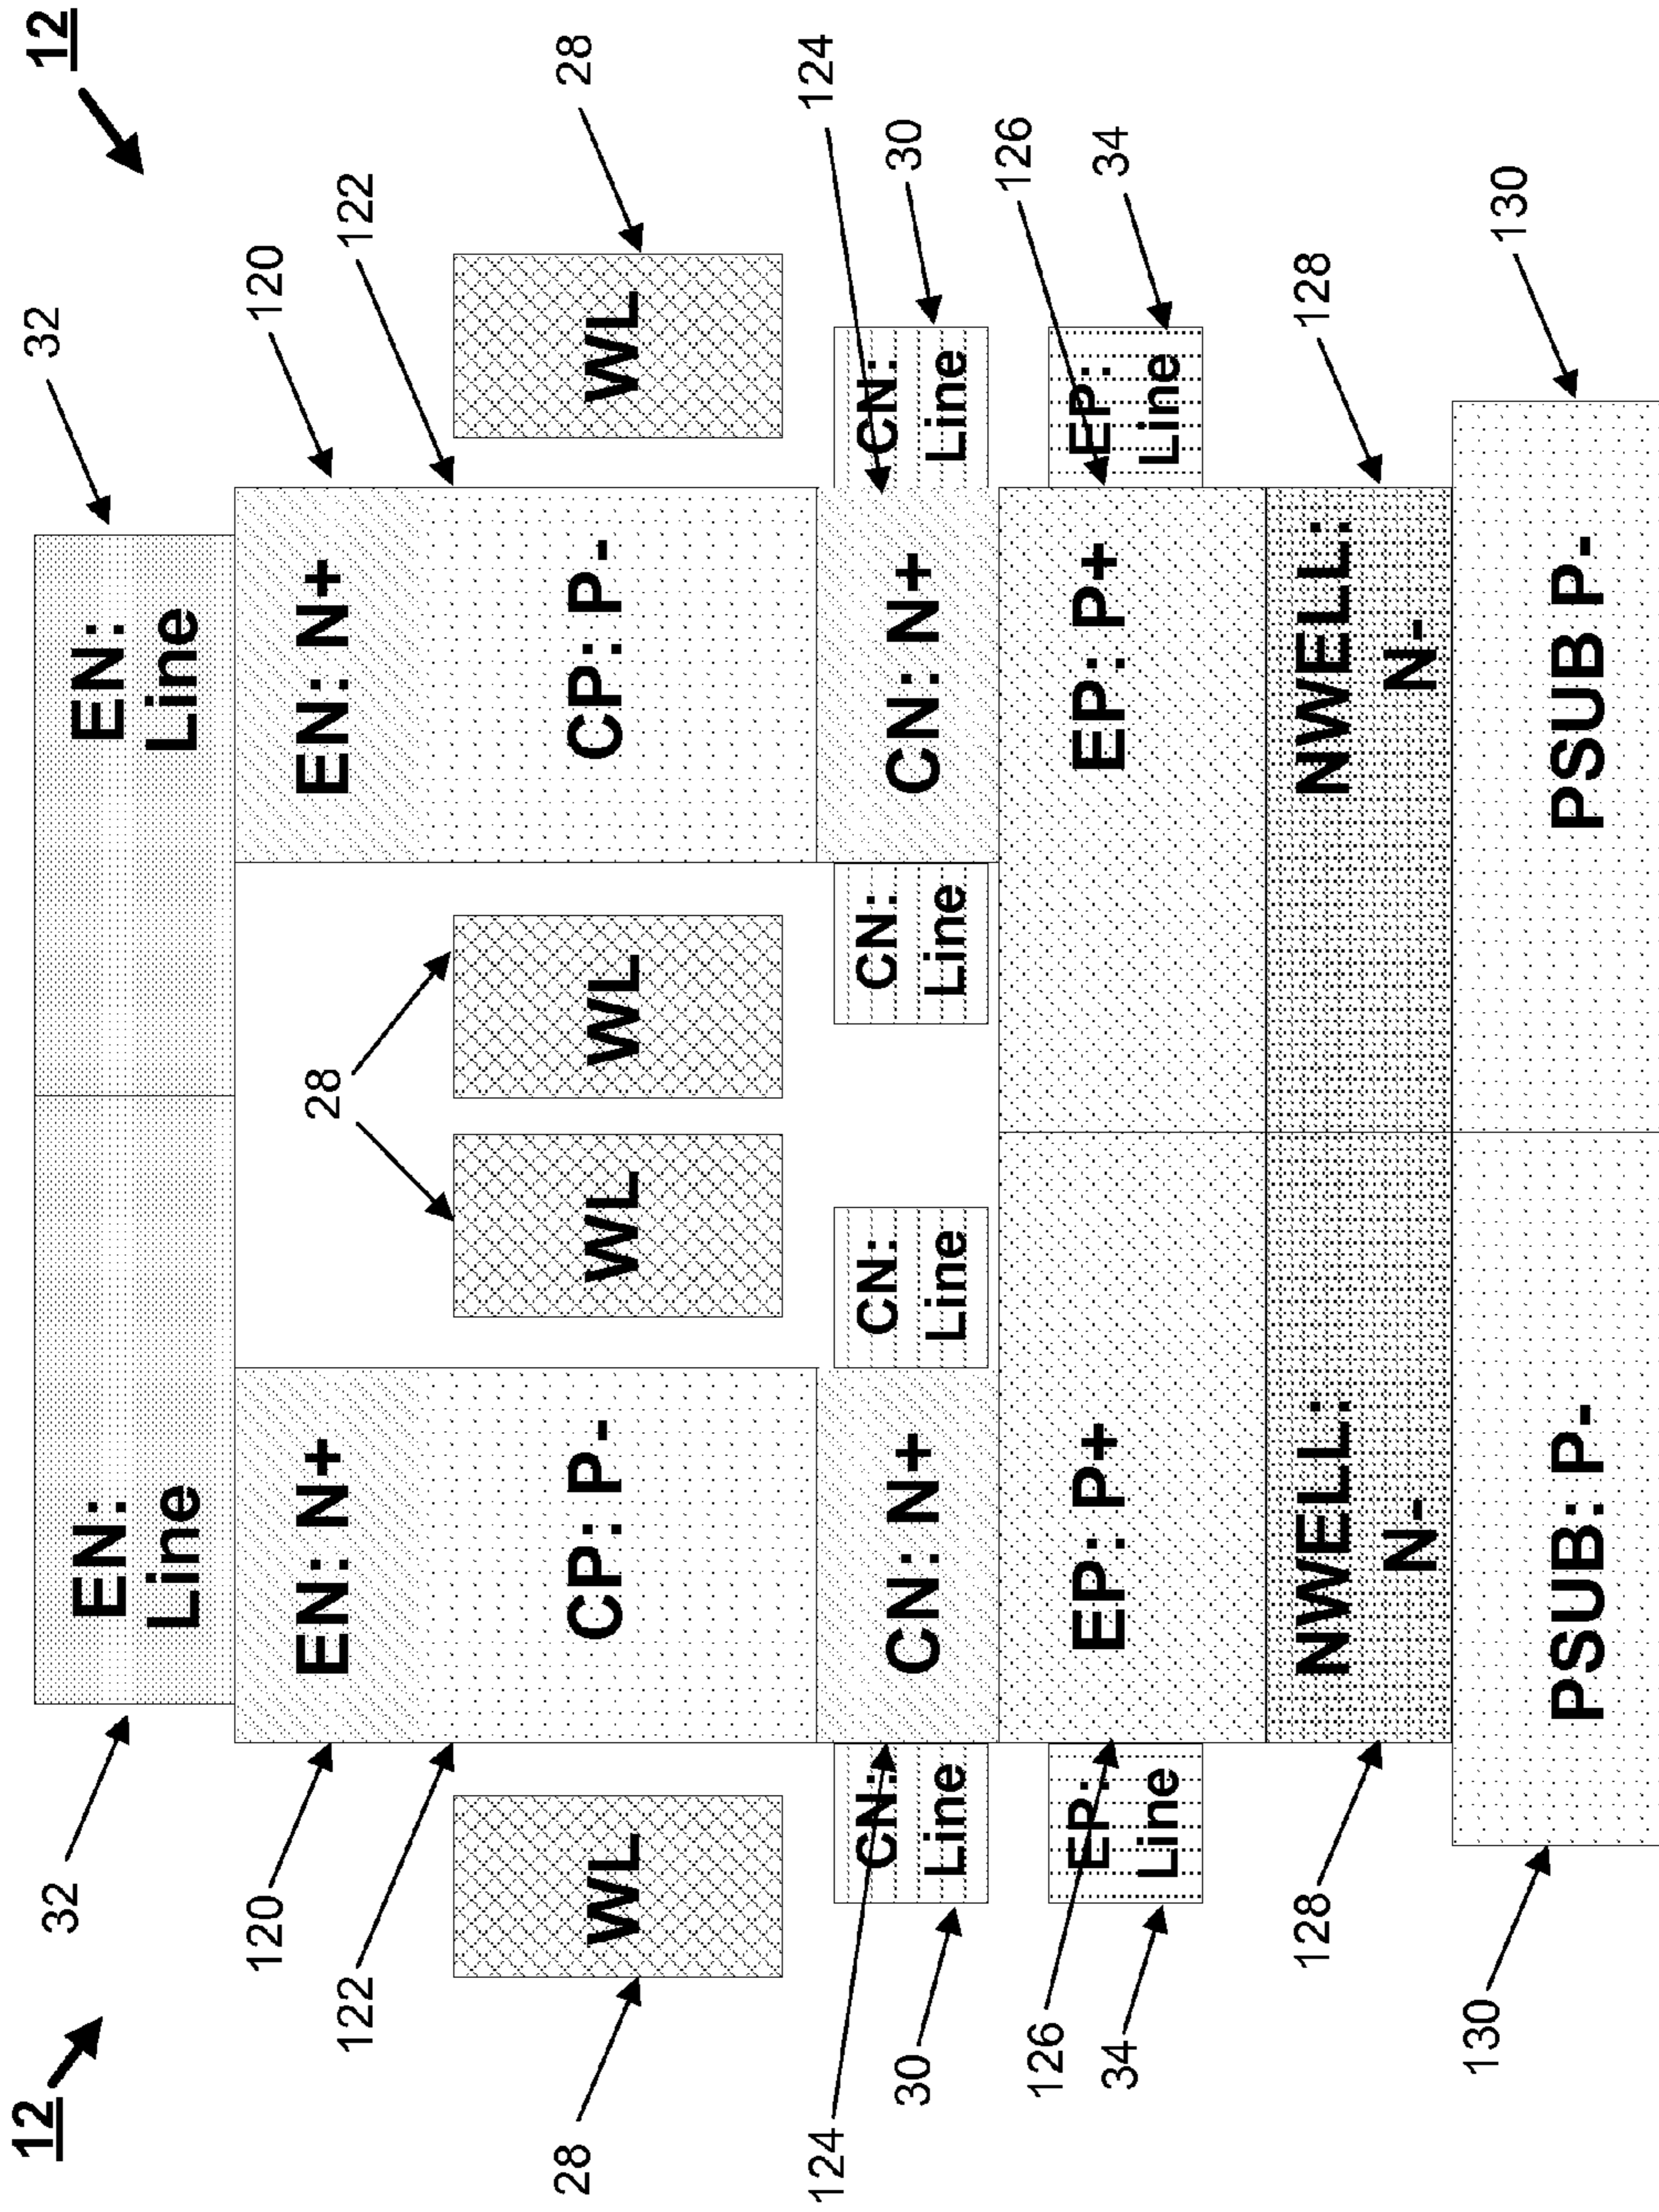 12
12
32
EN:
Line
EN:
Line
32
120
EN: N+
EN: N+
120
122
28
122
28
WL
CP: P-
WL
WL
CP: P-
WL
28
124
30
CN:
Line
CN: N+
CN:
Line
CN:
Line
CN: N+
CN:
Line
30
124
126
34
EP:
Line
EP: P+
EP: P+
EP:
Line
34
126
128
NWELL:
N-
NWELL:
N-
128
130
PSUB: P-
PSUB P-
130